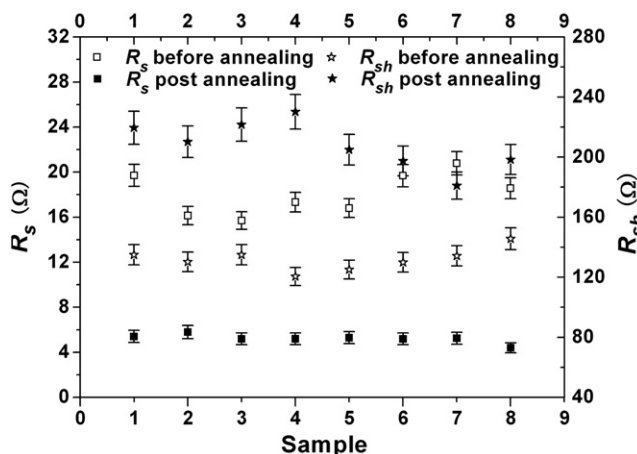 0 1 2 3 4 5 6 7 8 9
32 280
□ Rs before annealing ☆ Rsh before annealing
■ Rs post annealing ★ Rsh post annealing
28 240
24
20 200
16 160
12 120
8 80
4
0 40
Rs (Ω)
Rsh (Ω)
0 1 2 3 4 5 6 7 8 9
Sample